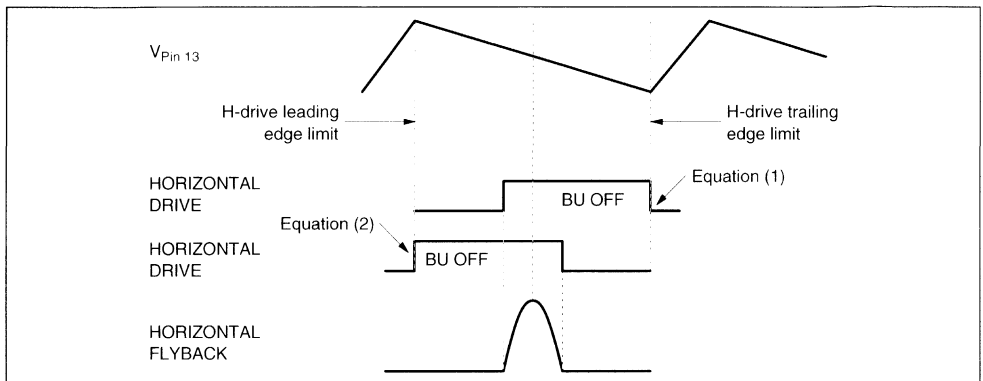 VPin 13
H-drive leading
edge limit
H-drive trailing
edge limit
HORIZONTAL
DRIVE
BU OFF
Equation (1)
Equation (2)
HORIZONTAL
DRIVE
BU OFF
HORIZONTAL
FLYBACK